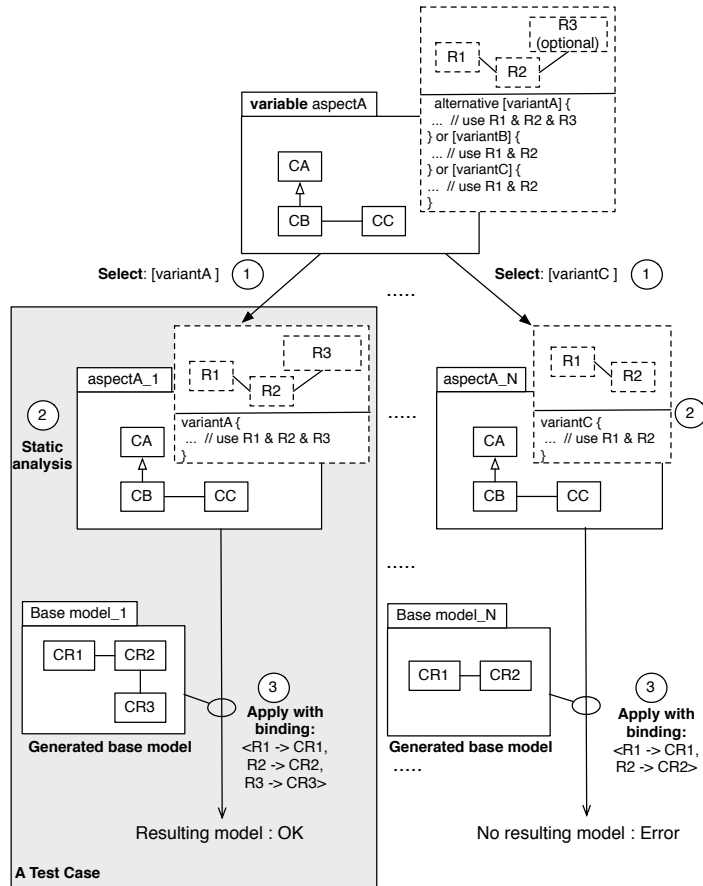 R3
(optional)
R1
R2
variable aspectA
alternative [variantA] {
... // use R1 & R2 & R3
} or [variantB] {
... // use R1 & R2
} or [variantC] {
... // use R1 & R2
}
CA
CB
CC
Select: [variantA ]
1
Select: [variantC ]
1
.....
R3
R1
R2
aspectA_1
variantA {
... // use R1 & R2 & R3
}
2
Static
analysis
CA
CB
CC
.....
R1
R2
aspectA_N
variantC {
... // use R1 & R2
}
2
CA
CB
CC
.....
Base model_1
CR1
CR2
CR3
Generated base model
3
Apply with
binding:
<R1 -> CR1,
R2 -> CR2,
R3 -> CR3>
Base model_N
CR1
CR2
Generated base model
.....
3
Apply with
binding:
<R1 -> CR1,
R2 -> CR2>
Resulting model : OK
No resulting model : Error
A Test Case